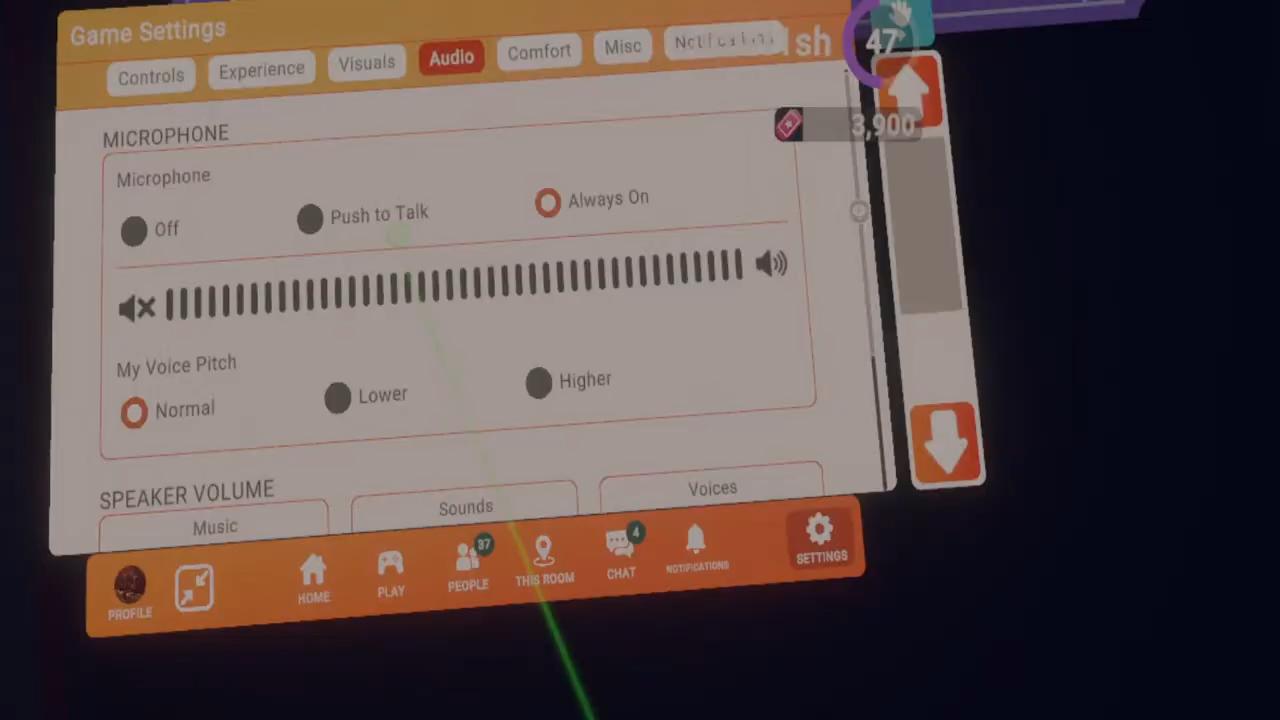 Game Settings
Controls
Experience
Visuals
Audio
Comfort
Misc
sh
47
3,900
MICROPHONE
Microphone
Off
Push to Talk
Always On
My Voice Pitch
Normal
Lower
Higher
SPEAKER VOLUME
Music
Sounds
Voices
PROFILE
HOME
PLAY
37
PEOPLE
THIS ROOM
4
CHAT
NOTIFICATIONS
SETTINGS